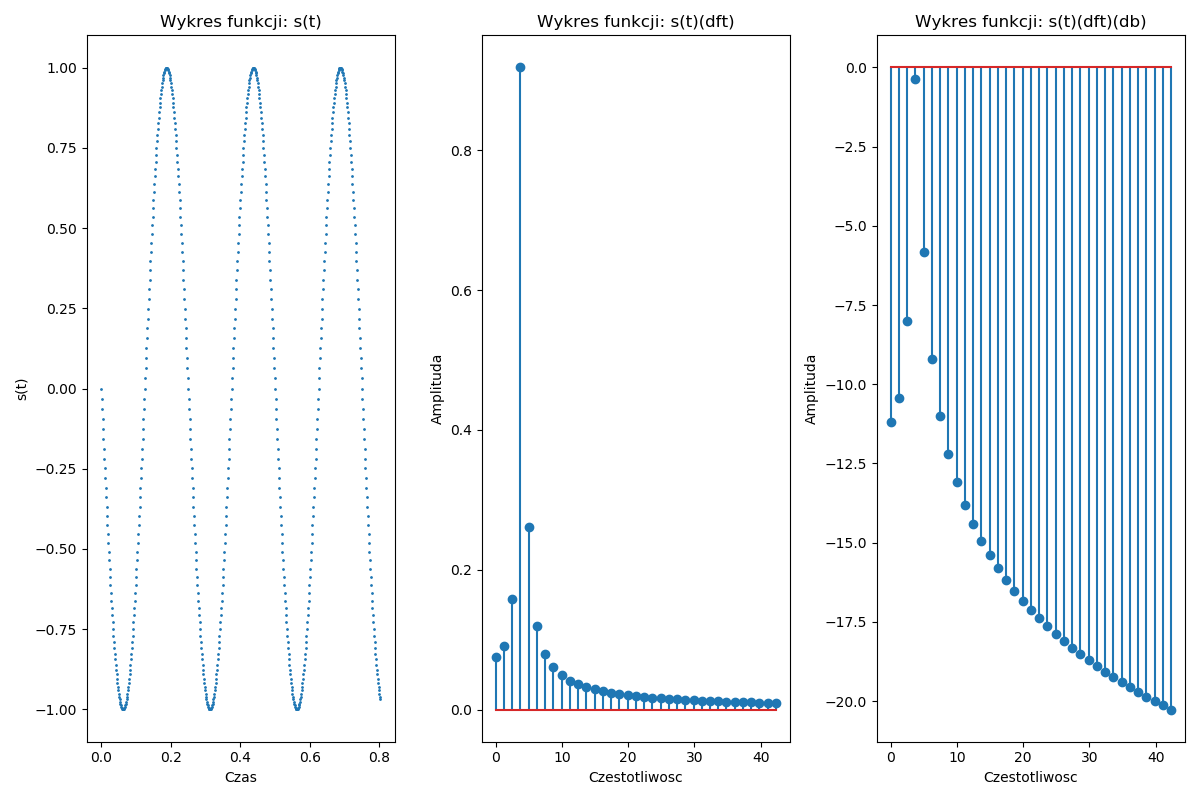 Wykres funkcji: s(t)
1.00
0.75
0.50
0.25
0.00
−0.25
−0.50
−0.75
−1.00
s(t)
0.0 0.2 0.4 0.6 0.8
Czas
Wykres funkcji: s(t)(dft)
0.8
0.6
0.4
0.2
0.0
Amplituda
0 10 20 30 40
Czestotliwosc
Wykres funkcji: s(t)(dft)(db)
0.0
−2.5
−5.0
−7.5
−10.0
−12.5
−15.0
−17.5
−20.0
Amplituda
0 10 20 30 40
Czestotliwosc